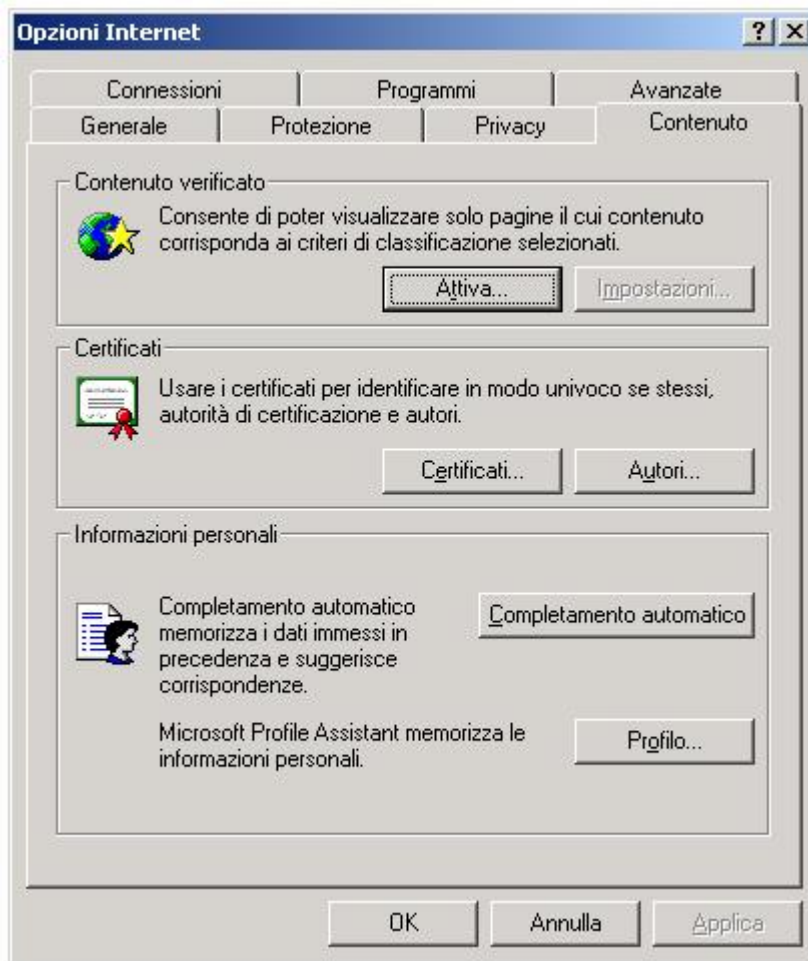 Opzioni Internet
Connessioni Programmi Avanzate
Generale Protezione Privacy Contenuto
Contenuto verificato
Consente di poter visualizzare solo pagine il cui contenuto
corrisponda ai criteri di classificazione selezionati.
Attiva... Impostazioni...
Certificati
Usare i certificati per identificare in modo univoco se stessi,
autorità di certificazione e autori.
Certificati... Autori...
Informazioni personali
Completamento automatico
memorizza i dati immessi in
precedenza e suggerisce
corrispondenze.
Completamento automatico
Microsoft Profile Assistant memorizza le
informazioni personali.
Profilo...
OK Annulla Applica